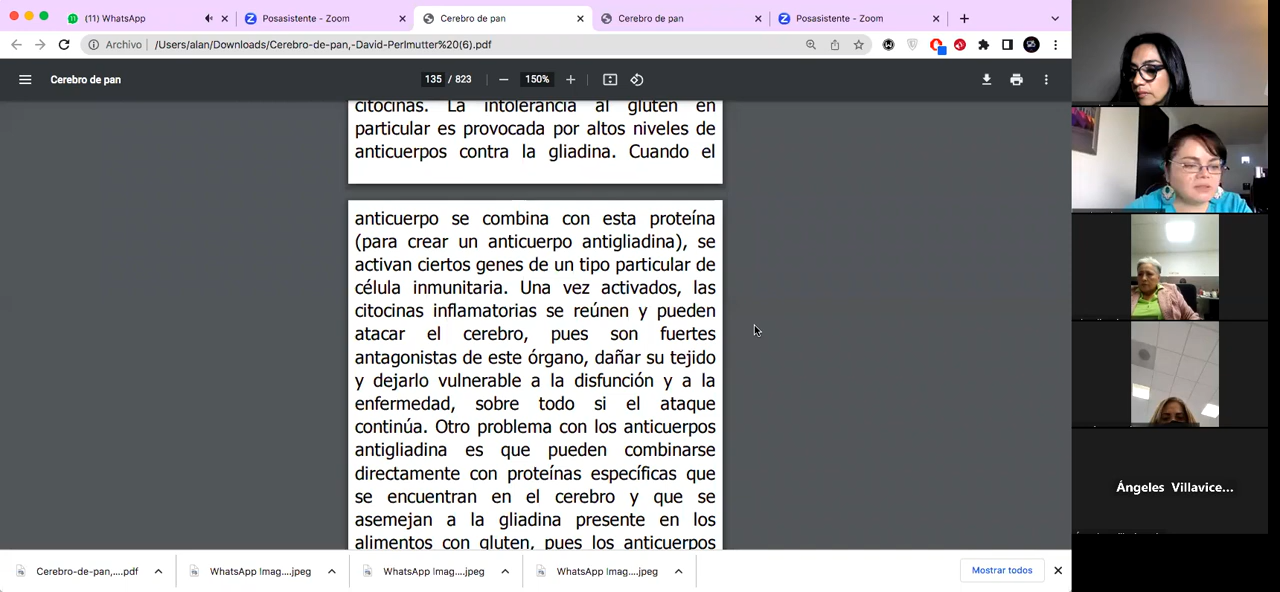 (11) WhatsApp
Posasistente - Zoom
Cerebro de pan
Cerebro de pan
Posasistente - Zoom
Archivo
/Users/alan/Downloads/Cerebro-de-pan,-David-Perlmutter%20(6).pdf
Cerebro de pan
135 / 823
150%
citocinas. La intolerancia al gluten en
particular es provocada por altos niveles de
anticuerpos contra la gliadina. Cuando el
anticuerpo se combina con esta proteína
(para crear un anticuerpo antigliadina), se
activan ciertos genes de un tipo particular de
célula inmunitaria. Una vez activados, las
citocinas inflamatorias se reúnen y pueden
atacar el cerebro, pues son fuertes
antagonistas de este órgano, dañar su tejido
y dejarlo vulnerable a la disfunción y a la
enfermedad, sobre todo si el ataque
continúa. Otro problema con los anticuerpos
antigliadina es que pueden combinarse
directamente con proteínas específicas que
se encuentran en el cerebro y que se
asemejan a la gliadina presente en los
alimentos con gluten, pues los anticuerpos
Ángeles Villavice...
Cerebro-de-pan,....pdf
WhatsApp Imag....jpeg
WhatsApp Imag....jpeg
WhatsApp Imag....jpeg
Mostrar todos